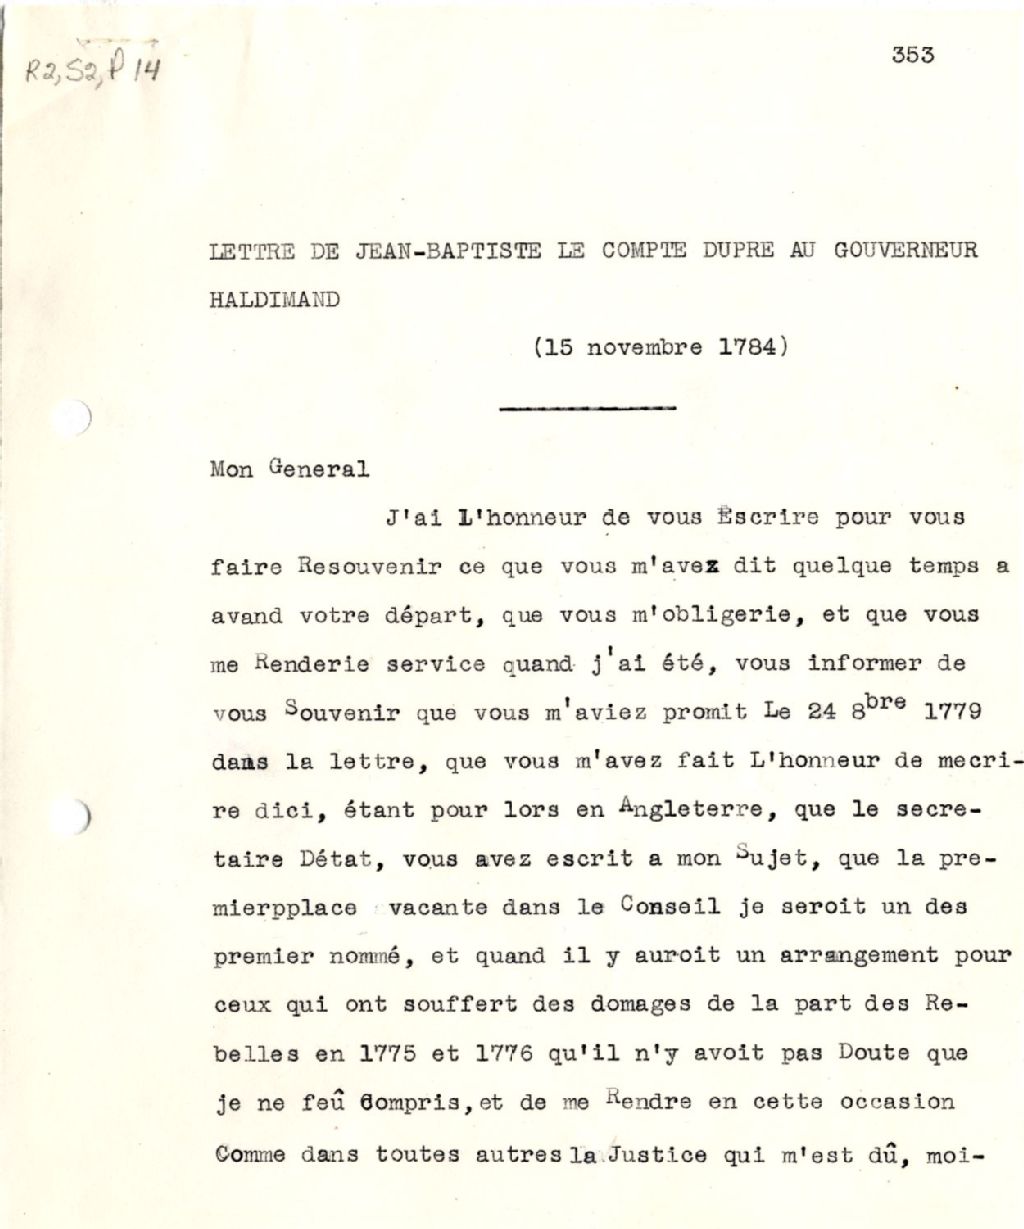 353
R2, S2, P 14
LETTRE DE JEAN-BAPTISTE LE COMPTE DUPRE AU GOUVERNEUR
HALDIMAND
(15 novembre 1784)
Mon General
J'ai L'honneur de vous Escrire pour vous
faire Resouvenir ce que vous m'avez dit quelque temps a
avand votre départ, que vous m'obligerie, et que vous
me Renderie service quand j'ai été, vous informer de
vous Souvenir que vous m'aviez promit Le 24 8bre 1779
dans la lettre, que vous m'avez fait L'honneur de mecri-
re dici, étant pour lors en Angleterre, que le secre-
taire Détat, vous avez escrit a mon Sujet, que la pre-
mierpplace vacante dans le Conseil je seroit un des
premier nommé, et quand il y auroit un arrangement pour
ceux qui ont souffert des domages de la part des Re-
belles en 1775 et 1776 qu'il n'y avoit pas Doute que
je ne feû Compris, et de me Rendre en cette occasion
Comme dans toutes autres la Justice qui m'est dû, moi-